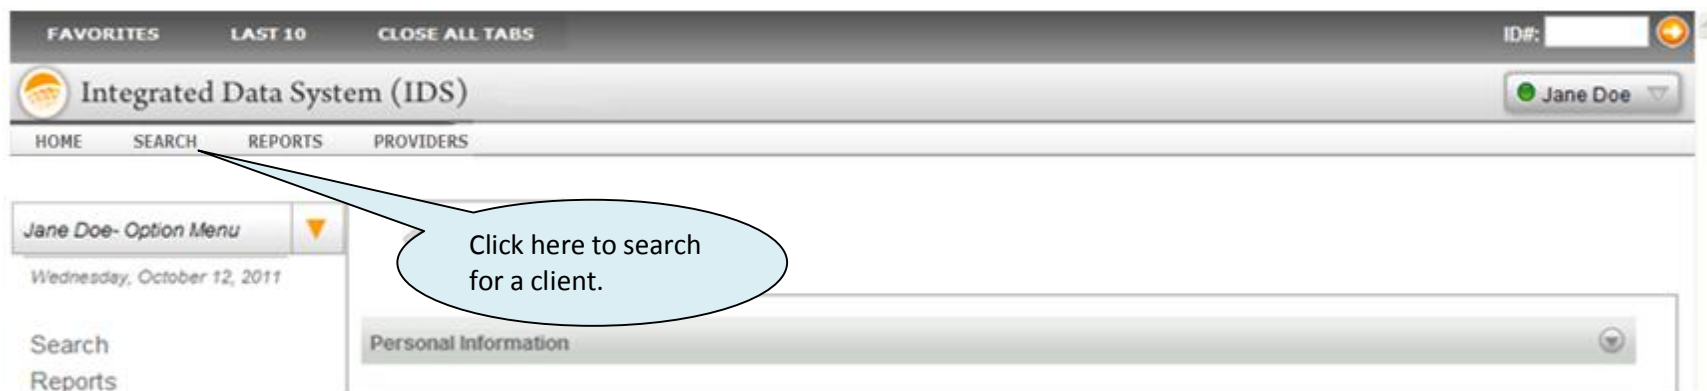 FAVORITES LAST 10 CLOSE ALL TABS ID#:
Integrated Data System (IDS) Jane Doe
HOME SEARCH REPORTS PROVIDERS
Jane Doe- Option Menu
Wednesday, October 12, 2011
Click here to search
for a client.
Search
Reports
Personal Information